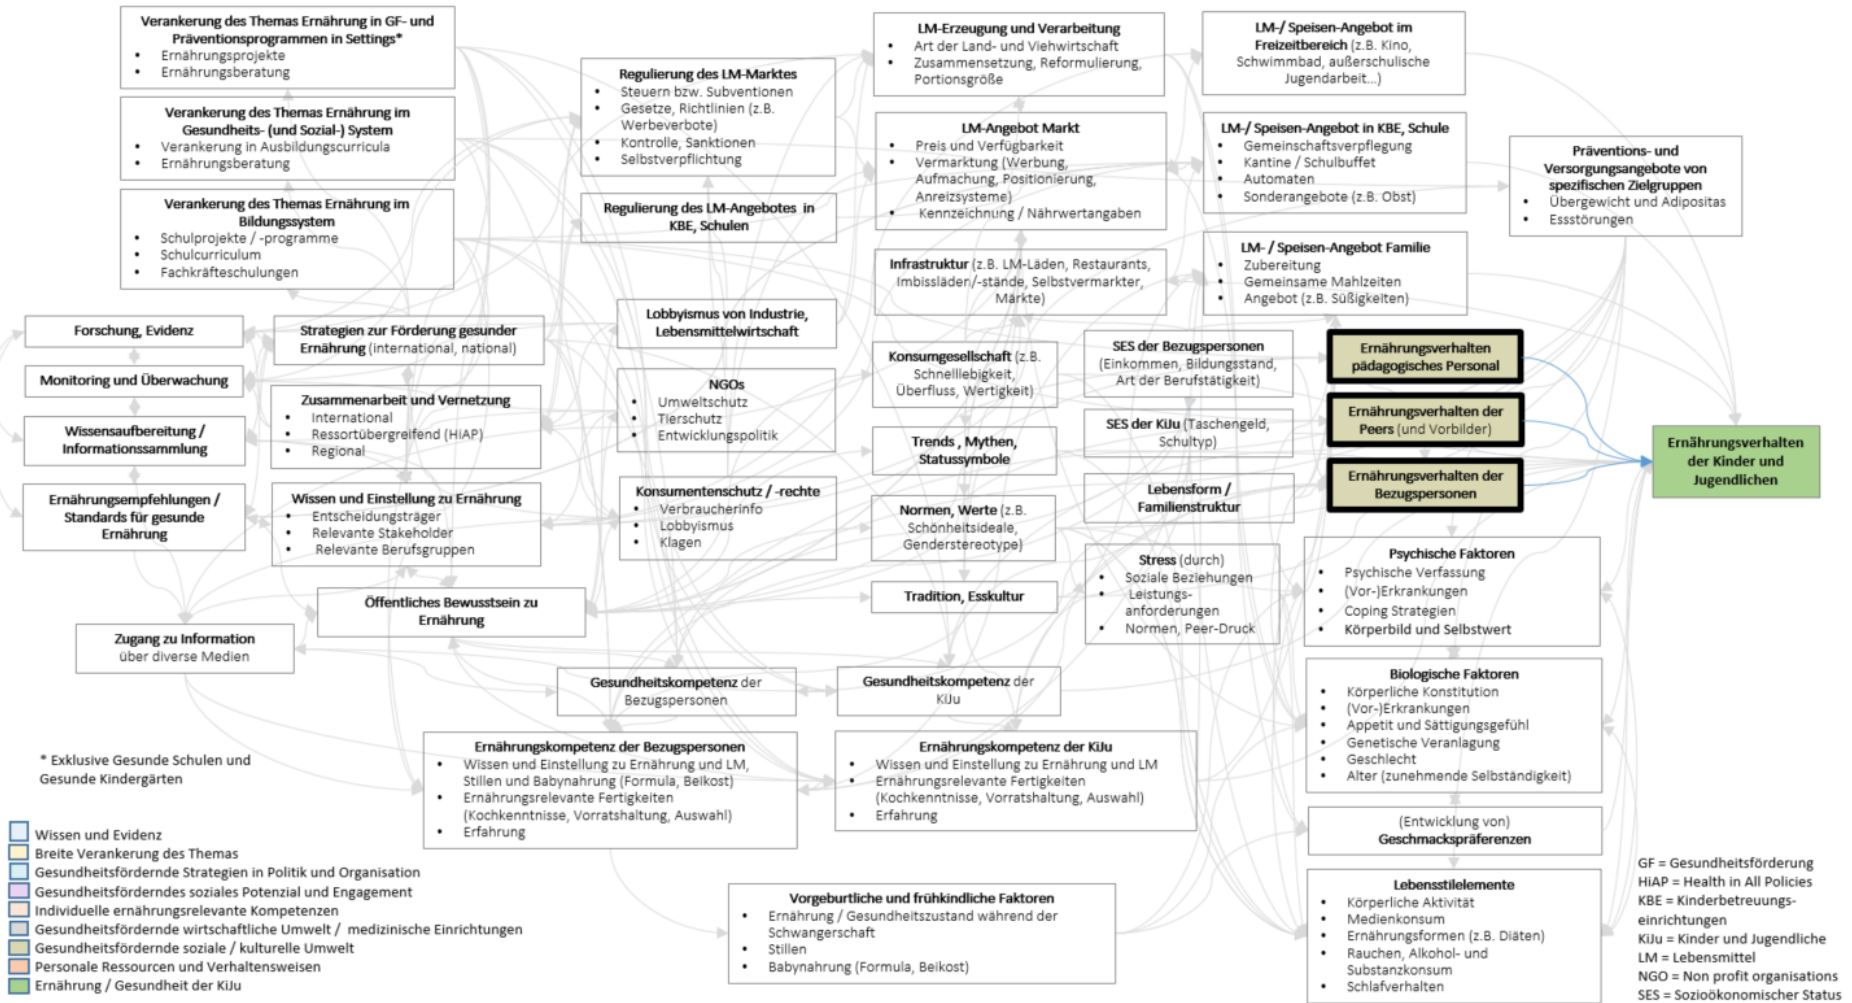 Verankerung des Themas Ernährung in GF- und
Präventionsprogrammen in Settings*
• Ernährungsprojekte
• Ernährungsberatung
Verankerung des Themas Ernährung im
Gesundheits- (und Sozial-) System
• Verankerung in Ausbildungscurricula
• Ernährungsberatung
Verankerung des Themas Ernährung im
Bildungssystem
• Schulprojekte / -programme
• Schulcurriculum
• Fachkräfteschulungen
Forschung, Evidenz
Monitoring und Überwachung
Wissensaufbereitung /
Informationssammlung
Ernährungsempfehlungen /
Standards für gesunde
Ernährung
Strategien zur Förderung gesunder
Ernährung (international, national)
Zusammenarbeit und Vernetzung
• International
• Ressortübergreifend (HiAP)
• Regional
Wissen und Einstellung zu Ernährung
• Entscheidungsträger
• Relevante Stakeholder
• Relevante Berufsgruppen
Öffentliches Bewusstsein zu
Ernährung
Zugang zu Information
über diverse Medien
Regulierung des LM-Marktes
• Steuern bzw. Subventionen
• Gesetze, Richtlinien (z.B.
Werbeverbote)
• Kontrolle, Sanktionen
• Selbstverpflichtung
Regulierung des LM-Angebotes in
KBE, Schulen
Lobbyismus von Industrie,
Lebensmittelwirtschaft
NGOs
• Umweltschutz
• Tierschutz
• Entwicklungspolitik
Konsumentenschutz / -rechte
• Verbraucherinfo
• Lobbyismus
• Klagen
Gesundheitskompetenz der
Bezugspersonen
Gesundheitskompetenz der
KiJu
Ernährungskompetenz der Bezugspersonen
• Wissen und Einstellung zu Ernährung und LM,
Stillen und Babynahrung (Formula, Beikost)
• Ernährungsrelevante Fertigkeiten
(Kochkenntnisse, Vorratshaltung, Auswahl)
• Erfahrung
Ernährungskompetenz der KiJu
• Wissen und Einstellung zu Ernährung und LM
• Ernährungsrelevante Fertigkeiten
(Kochkenntnisse, Vorratshaltung, Auswahl)
• Erfahrung
Vorgeburtliche und frühkindliche Faktoren
• Ernährung / Gesundheitszustand während der
Schwangerschaft
• Stillen
• Babynahrung (Formula, Beikost)
LM-Erzeugung und Verarbeitung
• Art der Land- und Viehwirtschaft
• Zusammensetzung, Reformulierung,
Portionsgröße
LM-Angebot Markt
• Preis und Verfügbarkeit
• Vermarktung (Werbung,
Aufmachung, Positionierung,
Anreizsysteme)
• Kennzeichnung / Nährwertangaben
Infrastruktur (z.B. LM-Läden, Restaurants,
Imbissläden/-stände, Selbstvermarkter,
Märkte)
Konsumgesellschaft (z.B.
Schnelllebigkeit,
Überfluss, Wertigkeit)
Trends , Mythen,
Statussymbole
Normen, Werte (z.B.
Schönheitsideale,
Genderstereotype)
Tradition, Esskultur
LM-/ Speisen-Angebot im
Freizeitbereich (z.B. Kino,
Schwimmbad, außerschulische
Jugendarbeit...)
LM-/ Speisen-Angebot in KBE, Schule
• Gemeinschaftsverpflegung
• Kantine / Schulbuffet
• Automaten
• Sonderangebote (z.B. Obst)
LM- / Speisen-Angebot Familie
• Zubereitung
• Gemeinsame Mahlzeiten
• Angebot (z.B. Süßigkeiten)
SES der Bezugspersonen
(Einkommen, Bildungsstand,
Art der Berufstätigkeit)
SES der KiJu (Taschengeld,
Schultyp)
Lebensform /
Familienstruktur
Stress (durch)
• Soziale Beziehungen
• Leistungs-
anforderungen
• Normen, Peer-Druck
Präventions- und
Versorgungsangebote von
spezifischen Zielgruppen
• Übergewicht und Adipositas
• Essstörungen
Ernährungsverhalten
pädagogisches Personal
Ernährungsverhalten der
Peers (und Vorbilder)
Ernährungsverhalten der
Bezugspersonen
Ernährungsverhalten
der Kinder und
Jugendlichen
Psychische Faktoren
• Psychische Verfassung
• (Vor-)Erkrankungen
• Coping Strategien
• Körperbild und Selbstwert
Biologische Faktoren
• Körperliche Konstitution
• (Vor-)Erkrankungen
• Appetit und Sättigungsgefühl
• Genetische Veranlagung
• Geschlecht
• Alter (zunehmende Selbständigkeit)
(Entwicklung von)
Geschmackspräferenzen
Lebensstilelemente
• Körperliche Aktivität
• Medienkonsum
• Ernährungsformen (z.B. Diäten)
• Rauchen, Alkohol- und
Substanzkonsum
• Schlafverhalten
* Exklusive Gesunde Schulen und
Gesunde Kindergärten
Wissen und Evidenz
Breite Verankerung des Themas
Gesundheitsfördernde Strategien in Politik und Organisation
Gesundheitsförderndes soziales Potenzial und Engagement
Individuelle ernährungsrelevante Kompetenzen
Gesundheitsfördernde wirtschaftliche Umwelt / medizinische Einrichtungen
Gesundheitsfördernde soziale / kulturelle Umwelt
Personale Ressourcen und Verhaltensweisen
Ernährung / Gesundheit der KiJu
GF = Gesundheitsförderung
HiAP = Health in All Policies
KBE = Kinderbetreuungs-
einrichtungen
KiJu = Kinder und Jugendliche
LM = Lebensmittel
NGO = Non profit organisations
SES = Sozioökonomischer Status